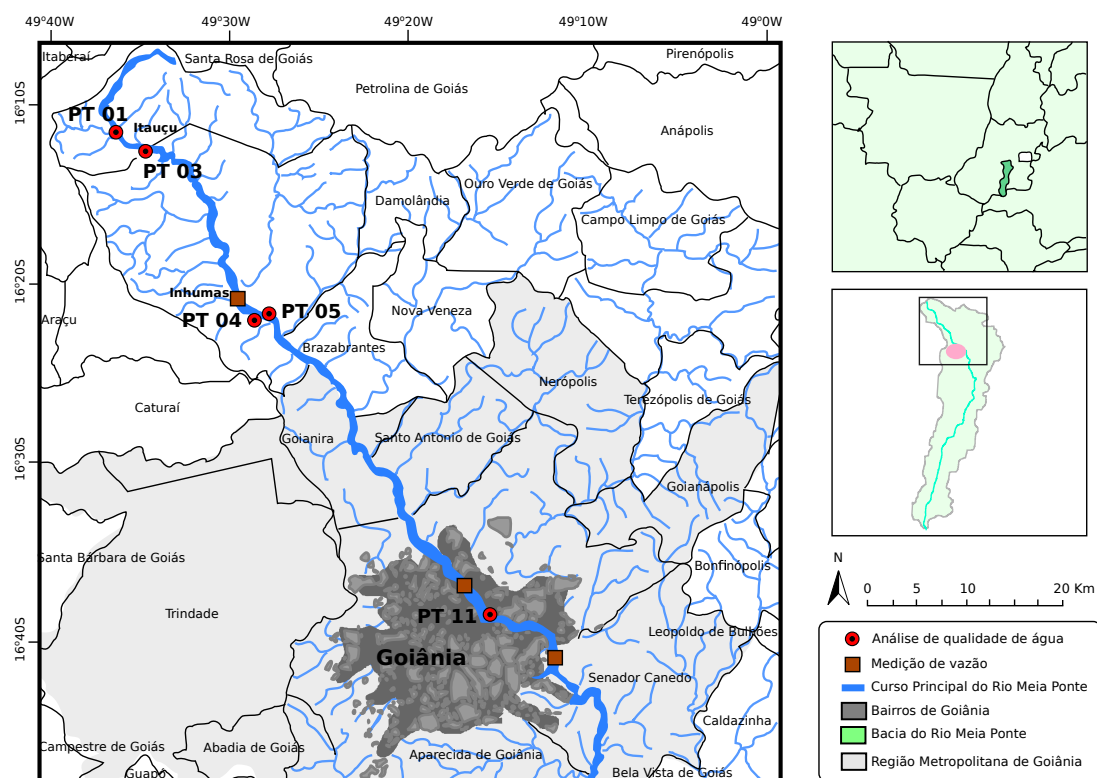 49°40'0
49°30'0
49°20'0
49°10'0
49°0'0
16°10'S
16°20'S
16°30'S
16°40'S
Itaberaí
Santa Rosa de Goiás
Petrolina de Goiás
Pirenópolis
PT 01
Itauçu
PT 03
Anápolis
Ouro Verde de Goiás
Damolândia
Campo Limpo de Goiás
Inhumas
PT 04
PT 05
Araçu
Nova Veneza
Brazabrantes
Nerópolis
Terezópolis de Goiás
Caturaí
Goianira
Santo Antonio de Goiás
Goianápolis
Santa Bárbara de Goiás
Bonfinópolis
Trindade
PT 11
Goiânia
Leopoldo de Bulhões
Senador Canedo
Caldazinha
Campestre de Goiás
Abadia de Goiás
Aparecida de Goiânia
Guapó
Bela Vista de Goiás
N
0 5 10 20 Km
Análise de qualidade de água
Medição de vazão
Curso Principal do Rio Meia Ponte
Bairros de Goiânia
Bacia do Rio Meia Ponte
Região Metropolitana de Goiânia